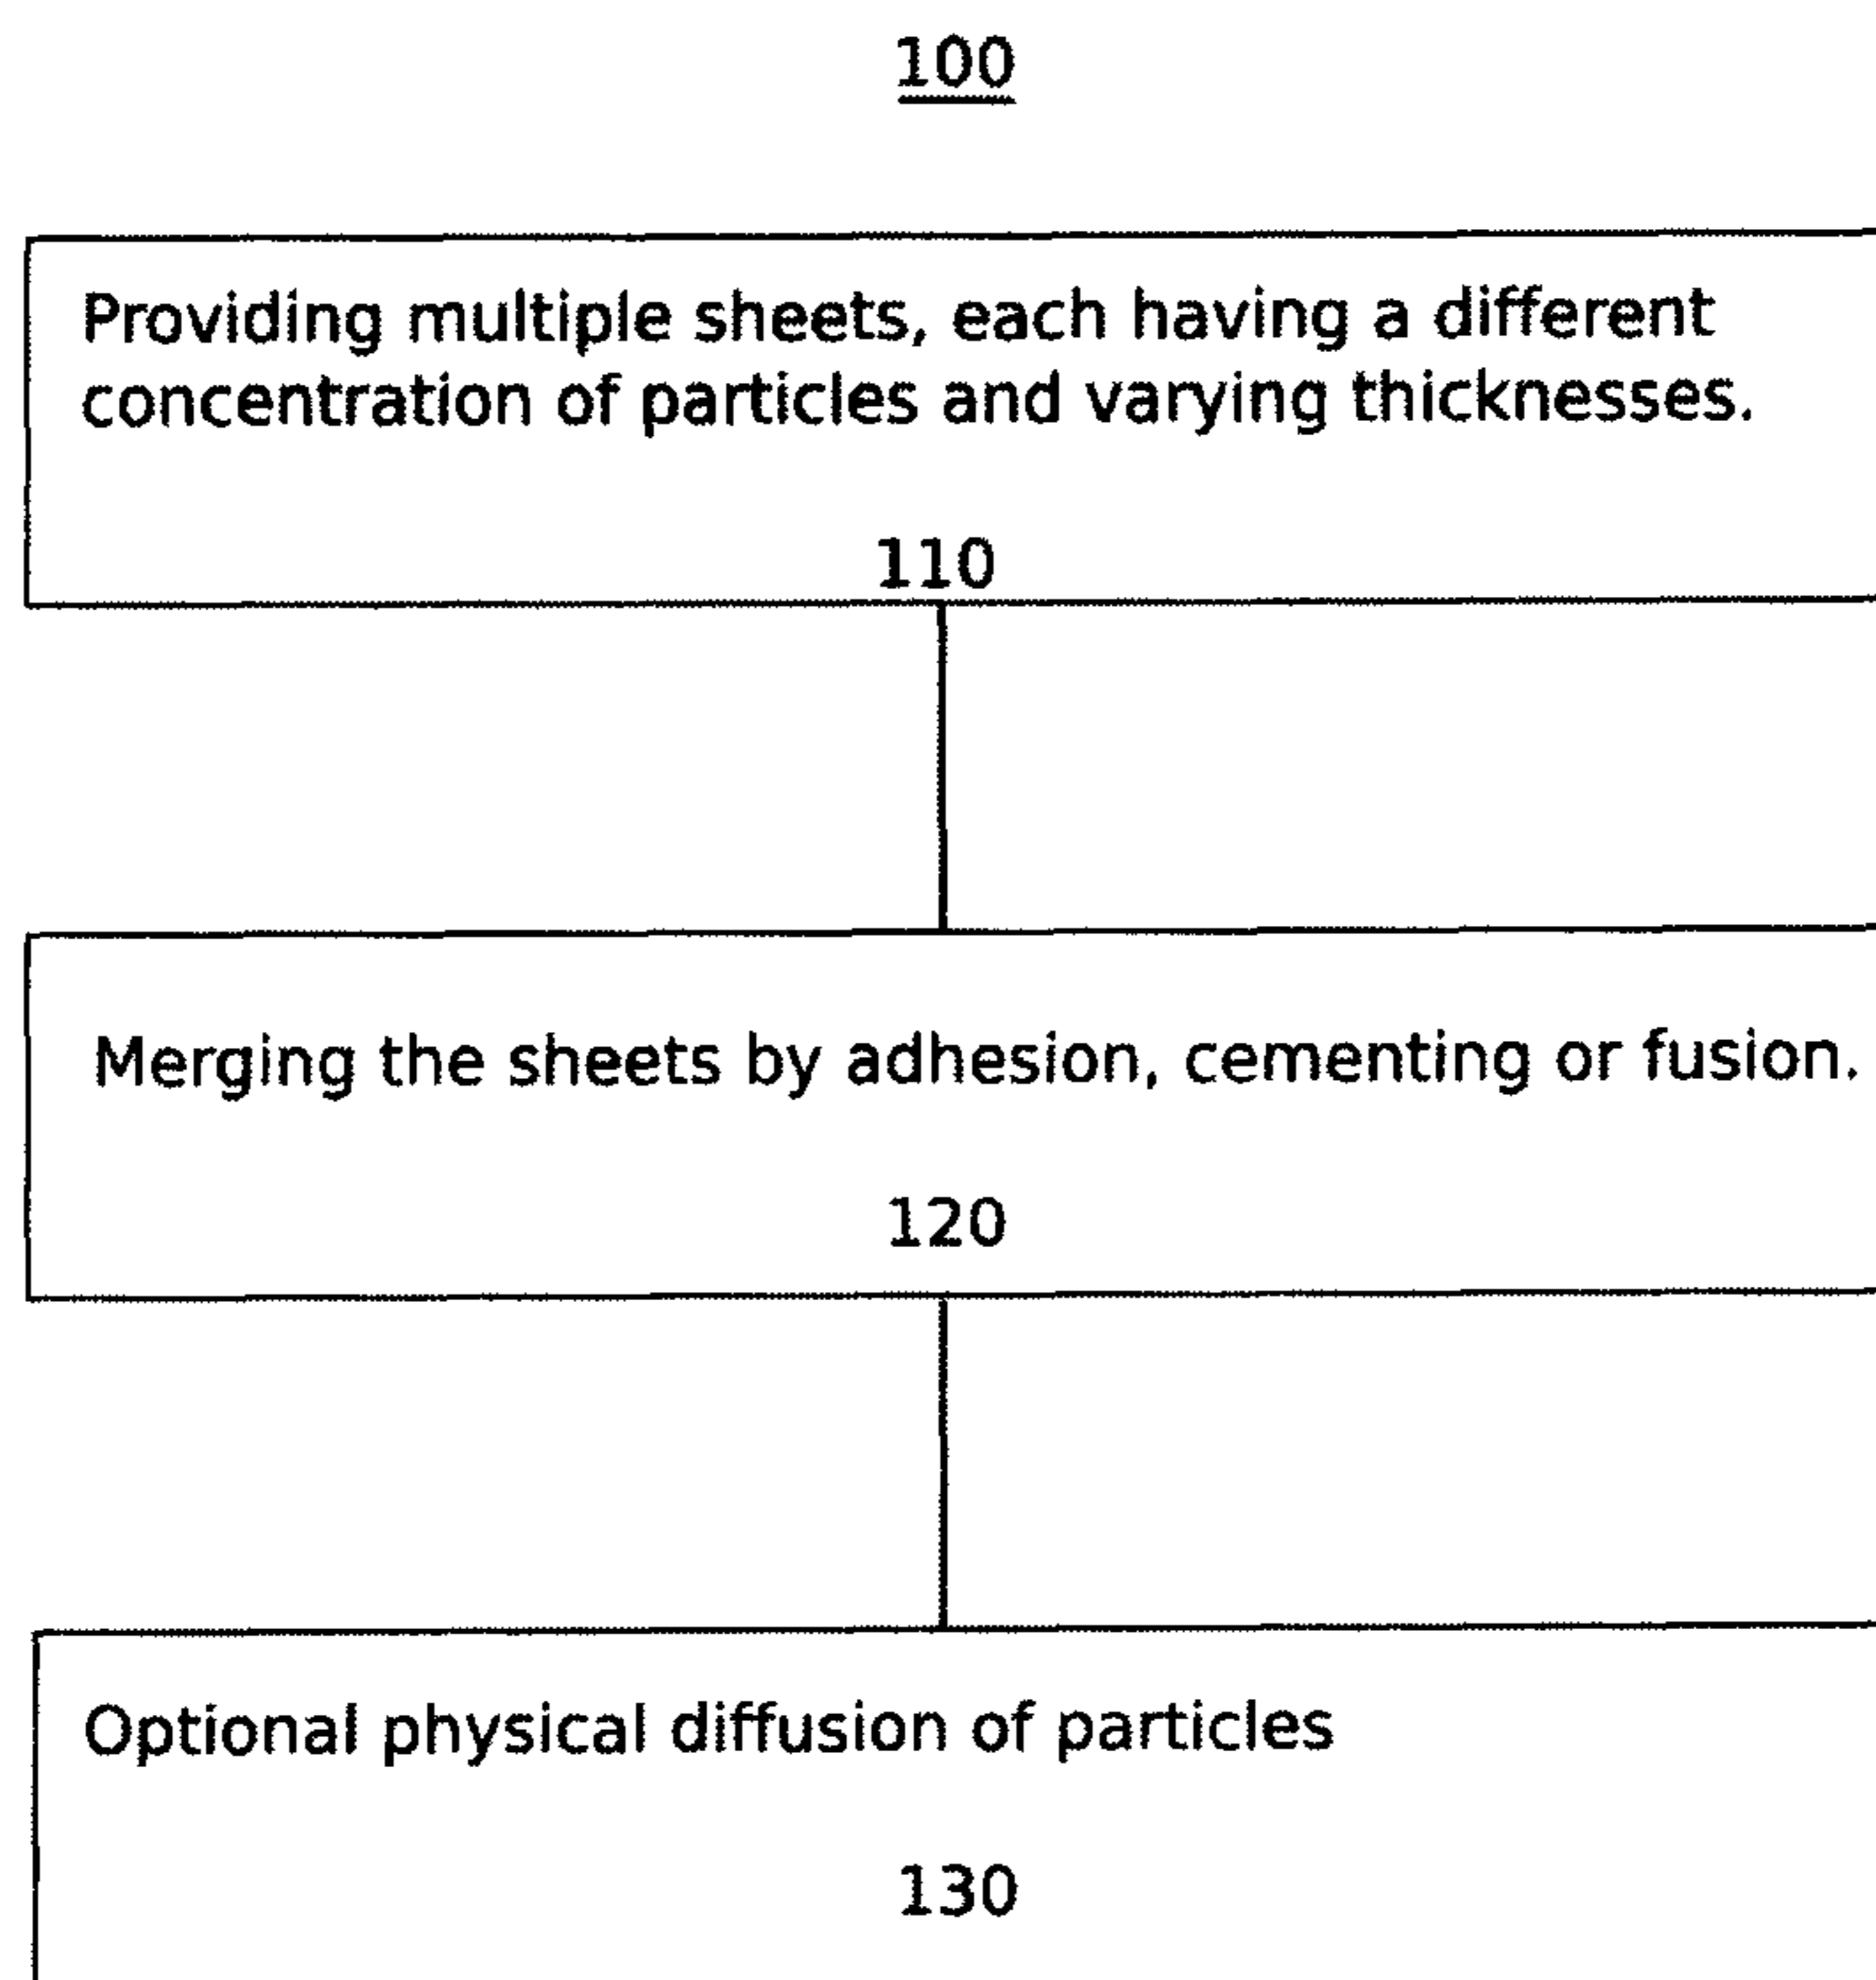 100
Providing multiple sheets, each having a different
concentration of particles and varying thicknesses.
110
Merging the sheets by adhesion, cementing or fusion.
120
Optional physical diffusion of particles
130